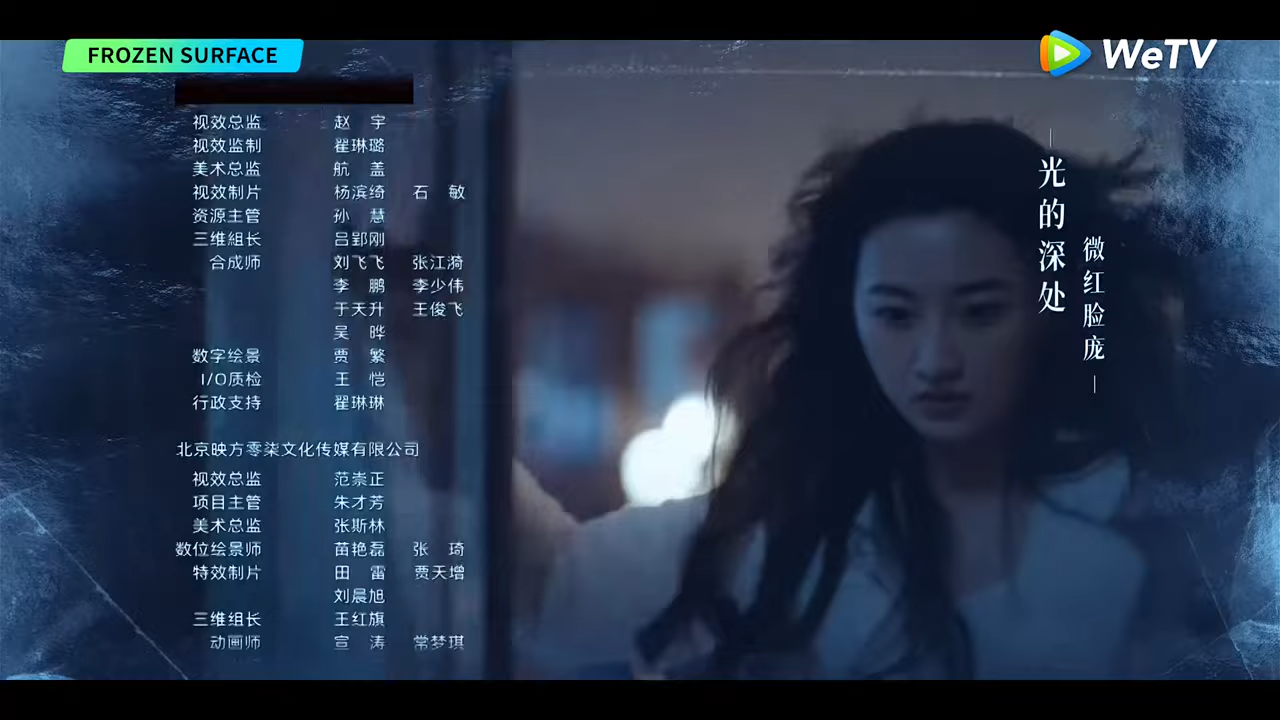 FROZEN SURFACE
WeTV
视效总监 赵 宇
视效监制 翟琳璐
美术总监 航 盖
视效制片 杨滨绮 石 敏
资源主管 孙 慧
三维組长 吕郢刚
合成师 刘飞飞 张江漪
李 鹏 李少伟
于天升 王俊飞
吴 晔
数字绘景 贾 繁
I/O质检 王 恺
行政支持 翟琳琳
北京映方零柒文化传媒有限公司
视效总监 范崇正
项目主管 朱才芳
美术总监 张斯林
数位绘景师 苗艳磊 张 琦
特效制片 田 雷 贾天增
刘晨旭
三维组长 王红旗
动画师 宣 涛 常梦琪
光的深处
微红脸庞